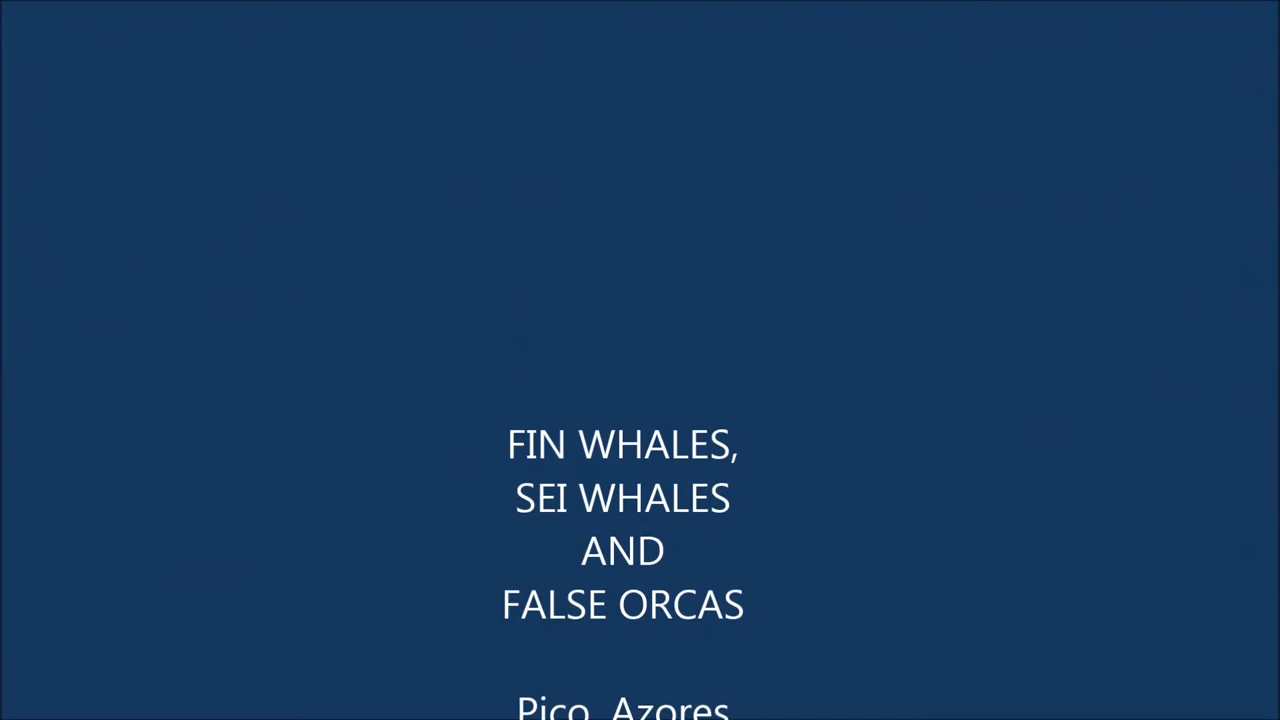 FIN WHALES,
SEI WHALES
AND
FALSE ORCAS
Pico, Azores